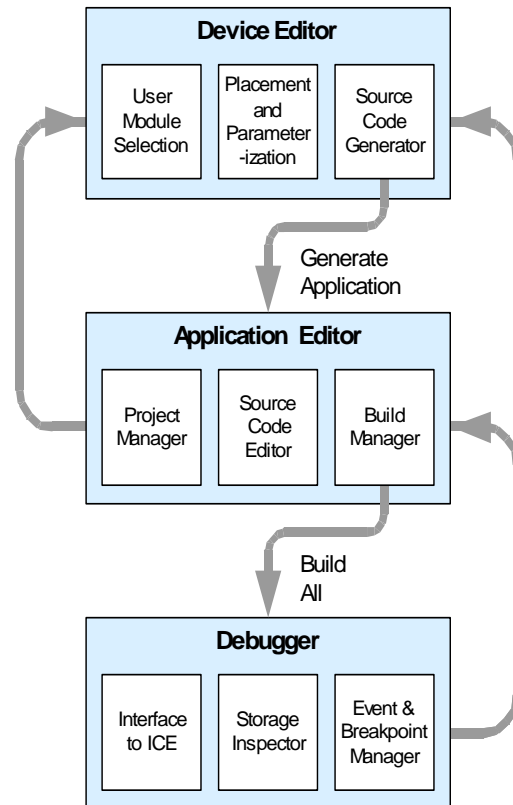 Device Editor
User
Module
Selection
Placement
and
Parameter
-ization
Source
Code
Generator
Generate
Application
Application Editor
Project
Manager
Source
Code
Editor
Build
Manager
Build
All
Debugger
Interface
to ICE
Storage
Inspector
Event &
Breakpoint
Manager